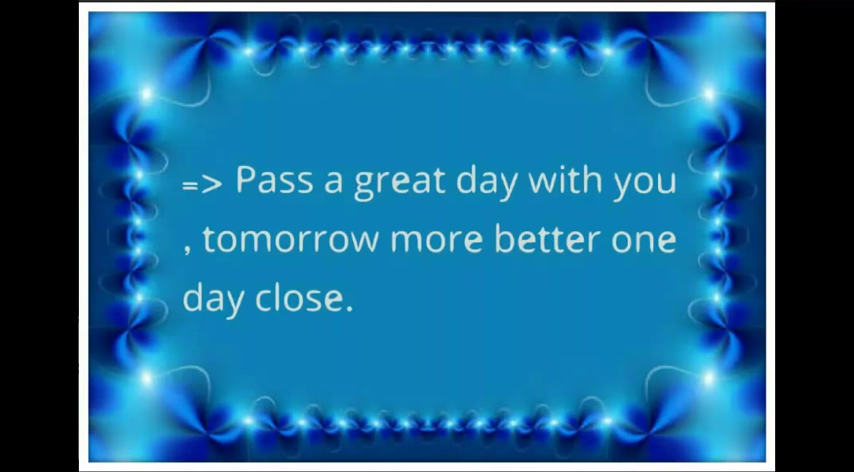 => Pass a great day with you
, tomorrow more better one
day close.